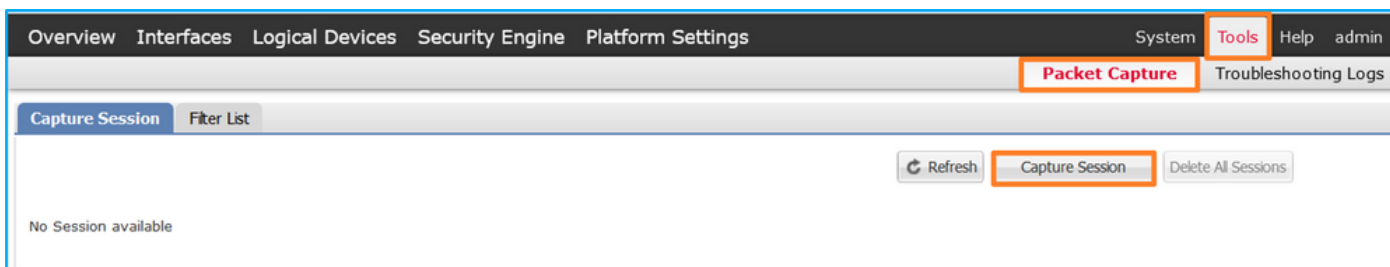 Overview Interfaces Logical Devices Security Engine Platform Settings System Tools Help admin
Packet Capture Troubleshooting Logs
Capture Session Filter List
Refresh Capture Session Delete All Sessions
No Session available